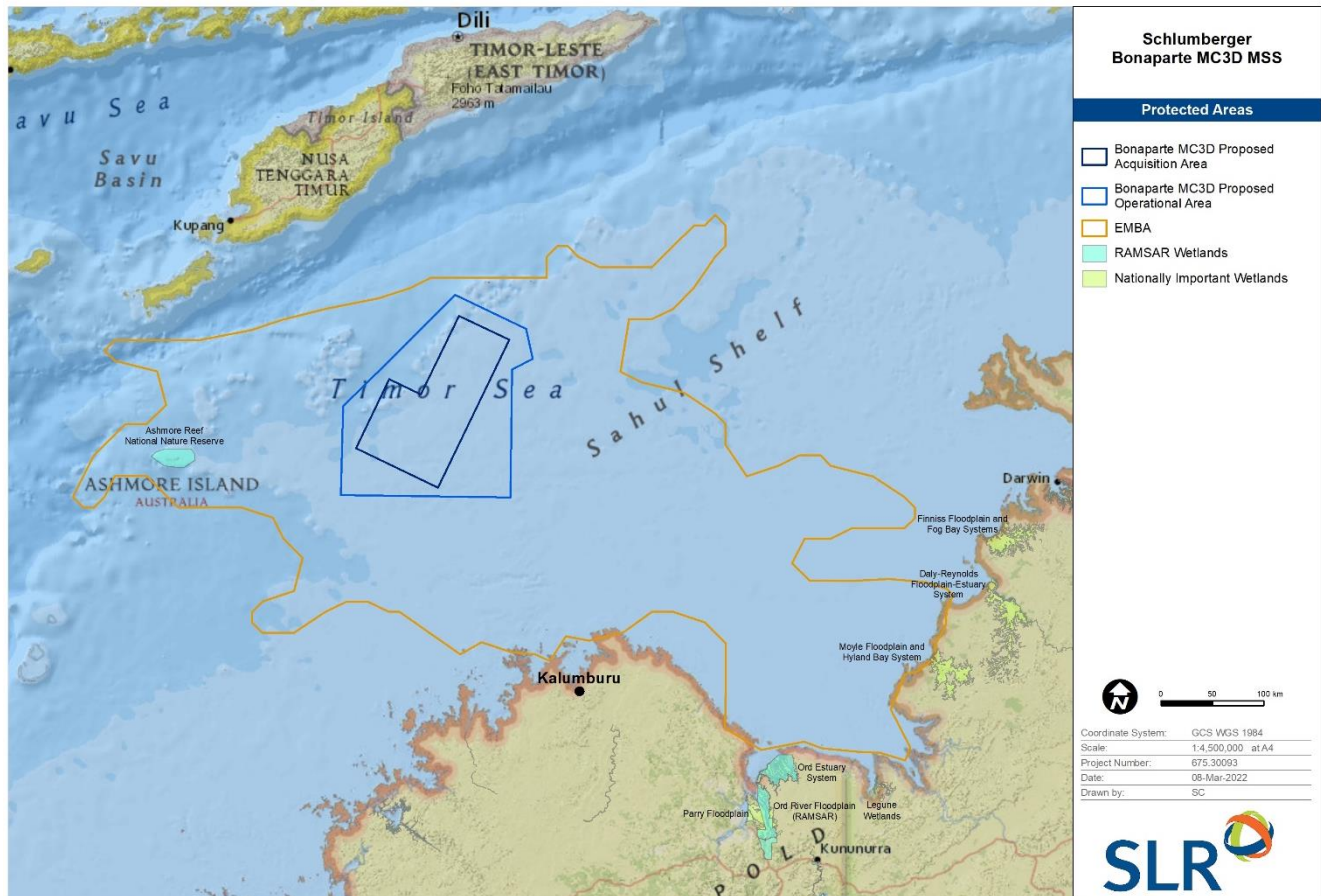 Dili
TIMOR-LESTE
(EAST TIMOR)
Foho Tatamailau
2963 m
Timor Island
avu Sea
Savu
Basin
NUSA
TENGGARA
TIMUR
Kupang
Timor Sea
Sahul Shelf
Ashmore Reef
National Nature Reserve
ASHMORE ISLAND
AUSTRALIA
Darwin
Finniss Floodplain and
Fog Bay Systems
Daly-Reynolds
Floodplain-Estuary
System
Moyle Floodplain and
Hyland Bay System
Kalumburu
Ord Estuary
System
Parry Floodplain
Ord River Floodplain
(RAMSAR)
Legune
Wetlands
Kununurra
POLD
Schlumberger
Bonaparte MC3D MSS
Protected Areas
Bonaparte MC3D Proposed
Acquisition Area
Bonaparte MC3D Proposed
Operational Area
EMBA
RAMSAR Wetlands
Nationally Important Wetlands
N
0 50 100 km
Coordinate System: GCS WGS 1984
Scale: 1:4,500,000 at A4
Project Number: 675.30093
Date: 08-Mar-2022
Drawn by: SC
SLR